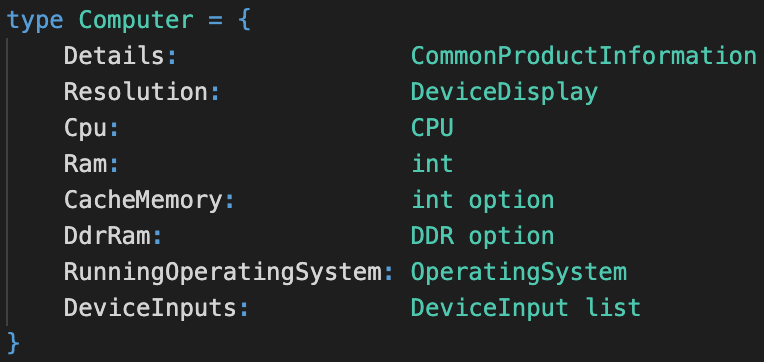 type Computer = {
Details: CommonProductInformation
Resolution: DeviceDisplay
Cpu: CPU
Ram: int
CacheMemory: int option
DdrRam: DDR option
RunningOperatingSystem: OperatingSystem
DeviceInputs: DeviceInput list
}